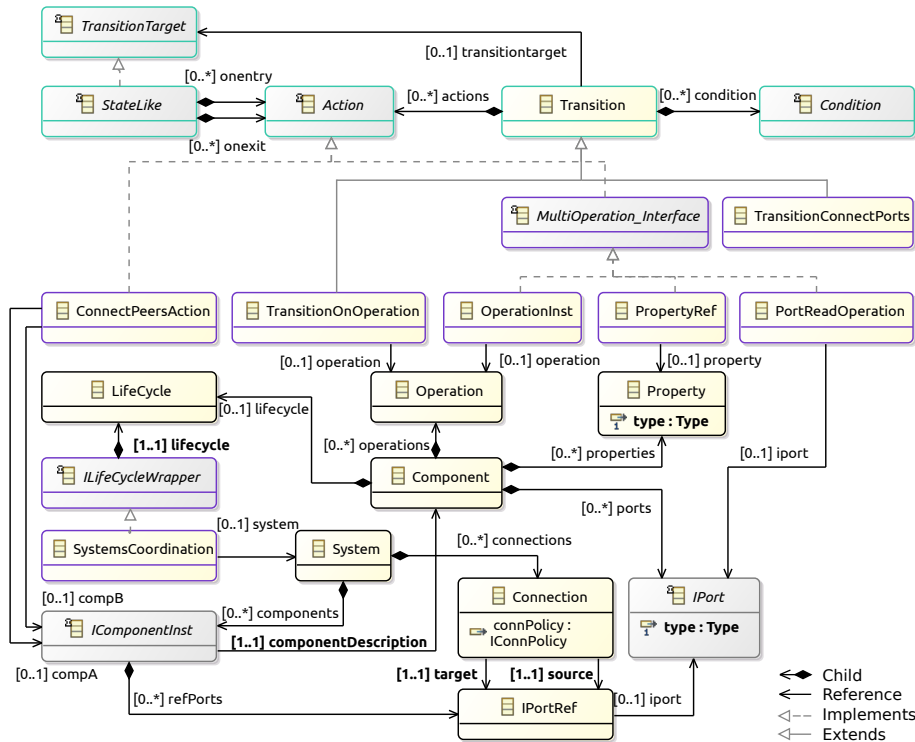 TransitionTarget
[0..1] transitiontarget
[0..*] onentry
StateLike
Action
[0..*] actions
Transition
[0..*] condition
Condition
[0..*] onexit
MultiOperation_Interface
TransitionConnectPorts
ConnectPeersAction
TransitionOnOperation
OperationInst
PropertyRef
PortReadOperation
[0..1] operation
[0..1] operation
[0..1] property
LifeCycle
[0..1] lifecycle
Operation
Property
1
type : Type
[1..1] lifecycle
[0..*] operations
[0..*] properties
[0..1] iport
ILifeCycleWrapper
Component
[0..*] ports
[0..1] system
SystemsCoordination
System
[0..*] connections
[0..1] compB
[0..*] components
Connection
connPolicy :
IConnPolicy
IPort
1
type : Type
IComponentInst
[1..1] componentDescription
[0..1] compA
[1..1] target
[1..1] source
[0..*] refPorts
IPortRef
[0..1] iport
Child
Reference
Implements
Extends